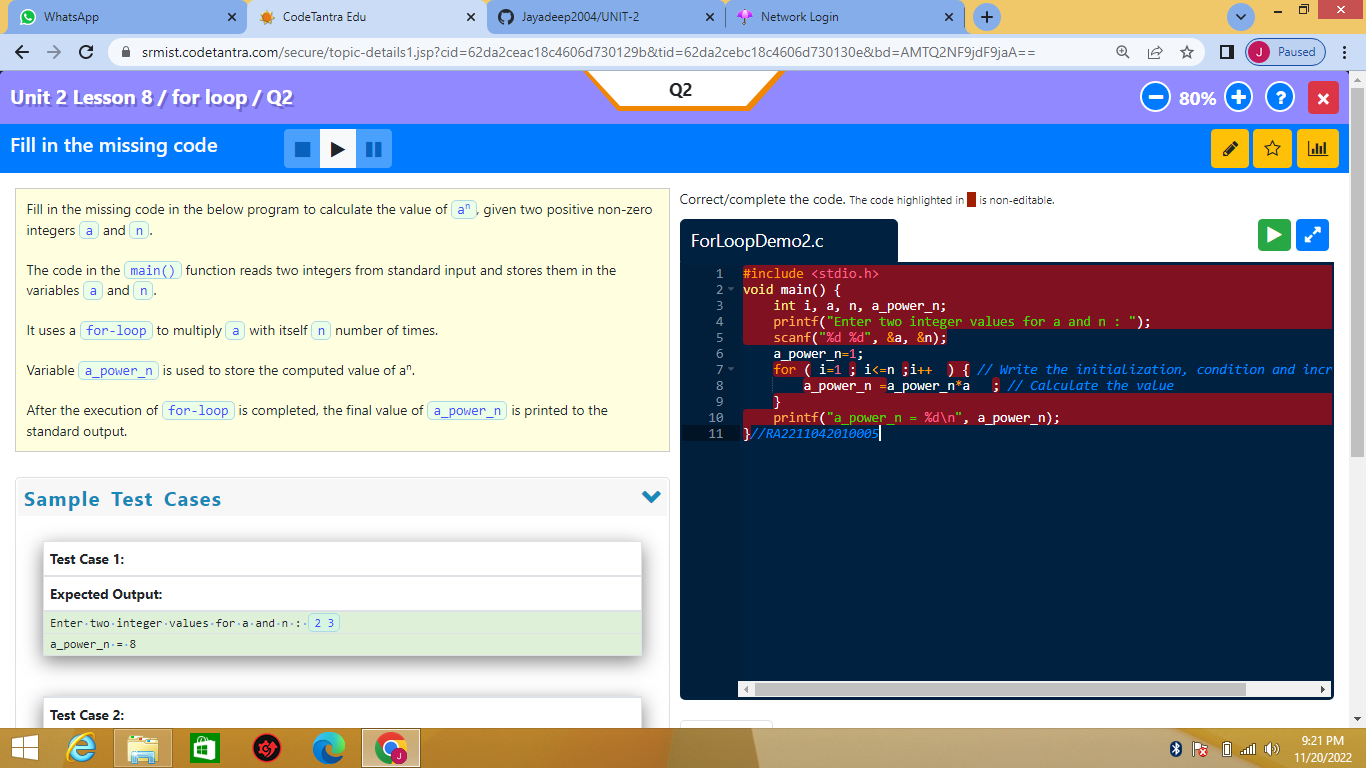 WhatsApp
CodeTantra Edu
Jayadeep2004/UNIT-2
Network Login
srmist.codetantra.com/secure/topic-details1.jsp?cid=62da2ceac18c4606d730129b&tid=62da2cebc18c4606d730130e&bd=AMTQ2NF9jdF9jaA==
J Paused
Unit 2 Lesson 8 / for loop / Q2
Q2
80%
?
Fill in the missing code
Fill in the missing code in the below program to calculate the value of aⁿ, given two positive non-zero
integers a and n.
The code in the main() function reads two integers from standard input and stores them in the
variables a and n.
It uses a for-loop to multiply a with itself n number of times.
Variable a_power_n is used to store the computed value of aⁿ.
After the execution of for-loop is completed, the final value of a_power_n is printed to the
standard output.
Sample Test Cases
Test Case 1:
Expected Output:
Enter·two·integer·values·for·a·and·n·:·2 3
a_power_n·=·8
Test Case 2:
Correct/complete the code. The code highlighted in is non-editable.
ForLoopDemo2.c
1 #include <stdio.h>
2 void main() {
3 int i, a, n, a_power_n;
4 printf("Enter two integer values for a and n : ");
5 scanf("%d %d", &a, &n);
6 a_power_n=1;
7 for ( i=1 ; i<=n ;i++ ) { // Write the initialization, condition and incr
8 a_power_n =a_power_n*a ; // Calculate the value
9 }
10 printf("a_power_n = %d\n", a_power_n);
11 }//RA2211042010005
9:21 PM
11/20/2022